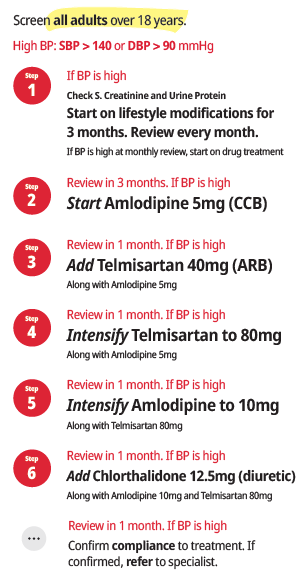 Screen all adults over 18 years.
High BP: SBP > 140 or DBP > 90 mmHg
Step
1
If BP is high
Check S. Creatinine and Urine Protein
Start on lifestyle modifications for
3 months. Review every month.
If BP is high at monthly review, start on drug treatment
Step
2
Review in 3 months. If BP is high
Start Amlodipine 5mg (CCB)
Step
3
Review in 1 month. If BP is high
Add Telmisartan 40mg (ARB)
Along with Amlodipine 5mg
Step
4
Review in 1 month. If BP is high
Intensify Telmisartan to 80mg
Along with Amlodipine 5mg
Step
5
Review in 1 month. If BP is high
Intensify Amlodipine to 10mg
Along with Telmisartan 80mg
Step
6
Review in 1 month. If BP is high
Add Chlorthalidone 12.5mg (diuretic)
Along with Amlodipine 10mg and Telmisartan 80mg
...
Review in 1 month. If BP is high
Confirm compliance to treatment. If
confirmed, refer to specialist.